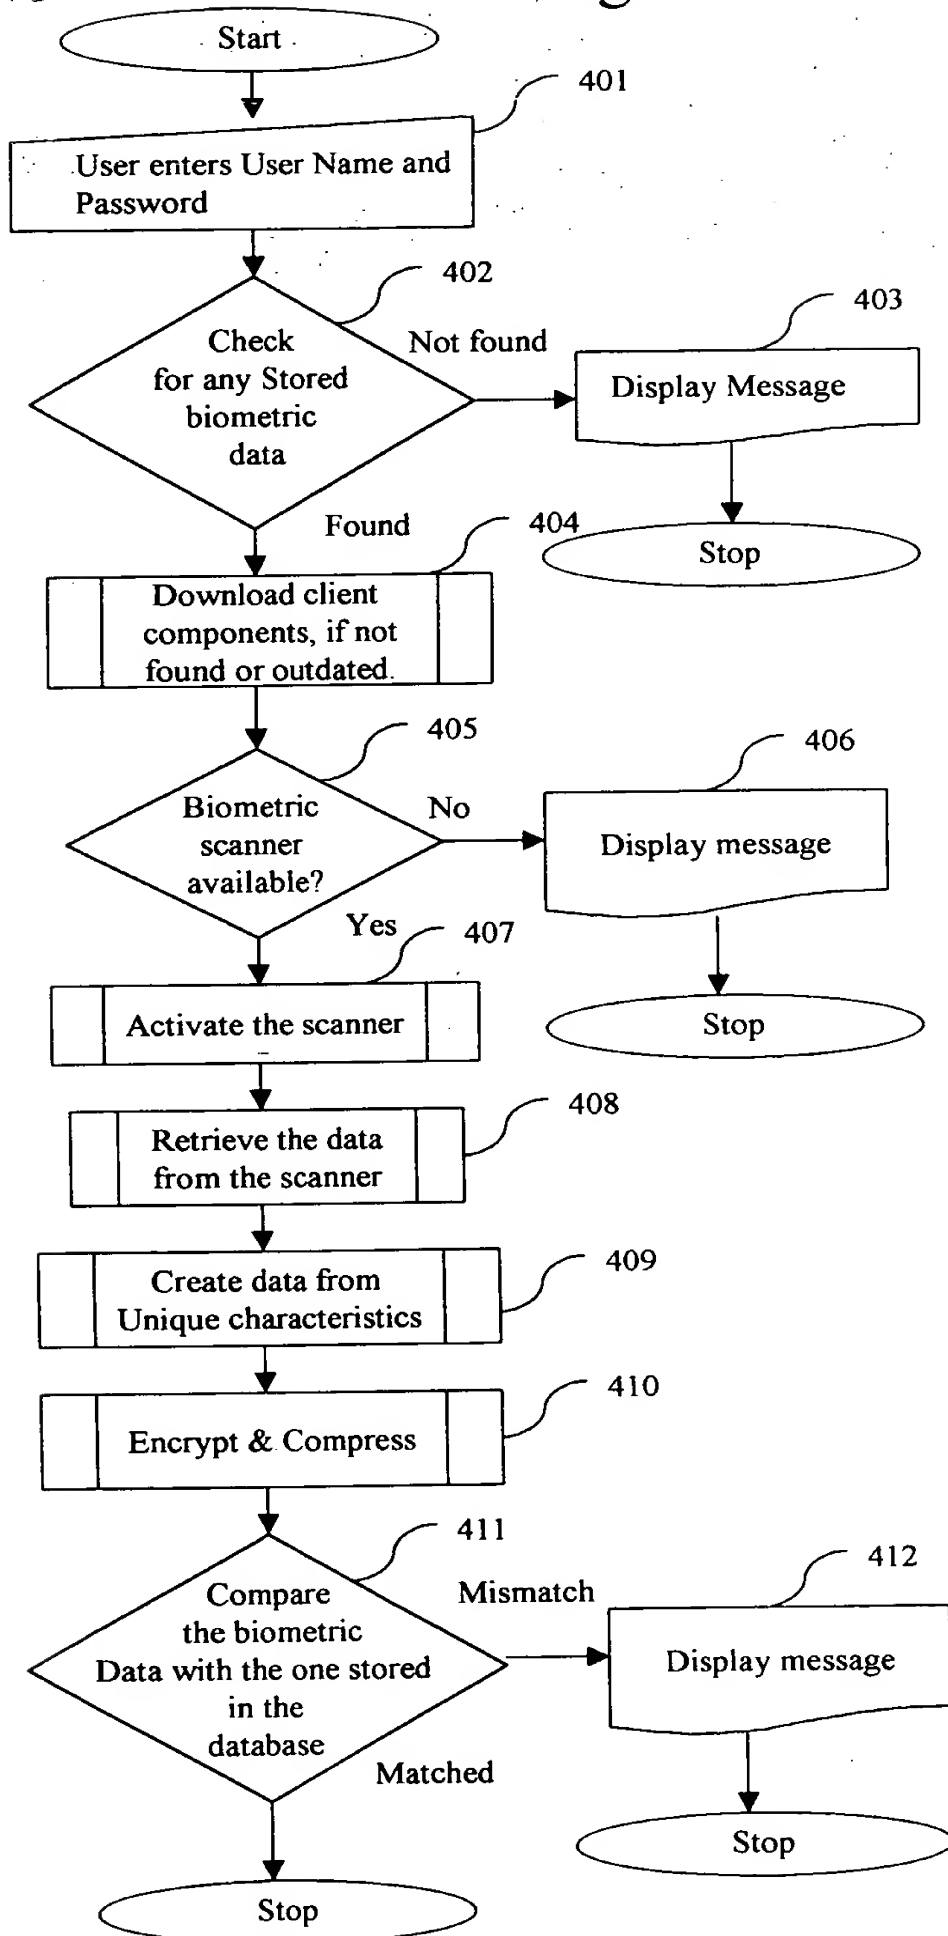 Start
401
User enters User Name and
Password
402
Check
for any Stored
biometric
data
Not found
403
Display Message
Stop
Found
404
Download client
components, if not
found or outdated.
405
Biometric
scanner
available?
No
406
Display message
Stop
Yes
407
Activate the scanner
408
Retrieve the data
from the scanner
409
Create data from
Unique characteristics
410
Encrypt & Compress
411
Compare
the biometric
Data with the one stored
in the
database
Mismatch
412
Display message
Stop
Matched
Stop